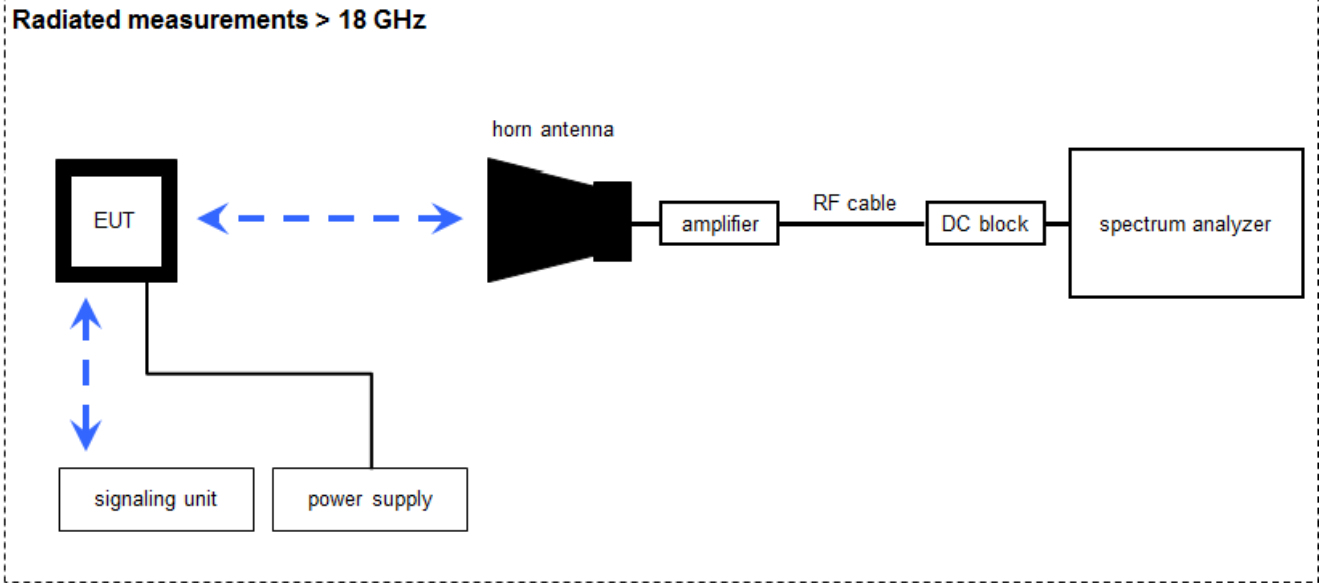 Radiated measurements > 18 GHz
horn antenna
EUT
amplifier
RF cable
DC block
spectrum analyzer
signaling unit
power supply